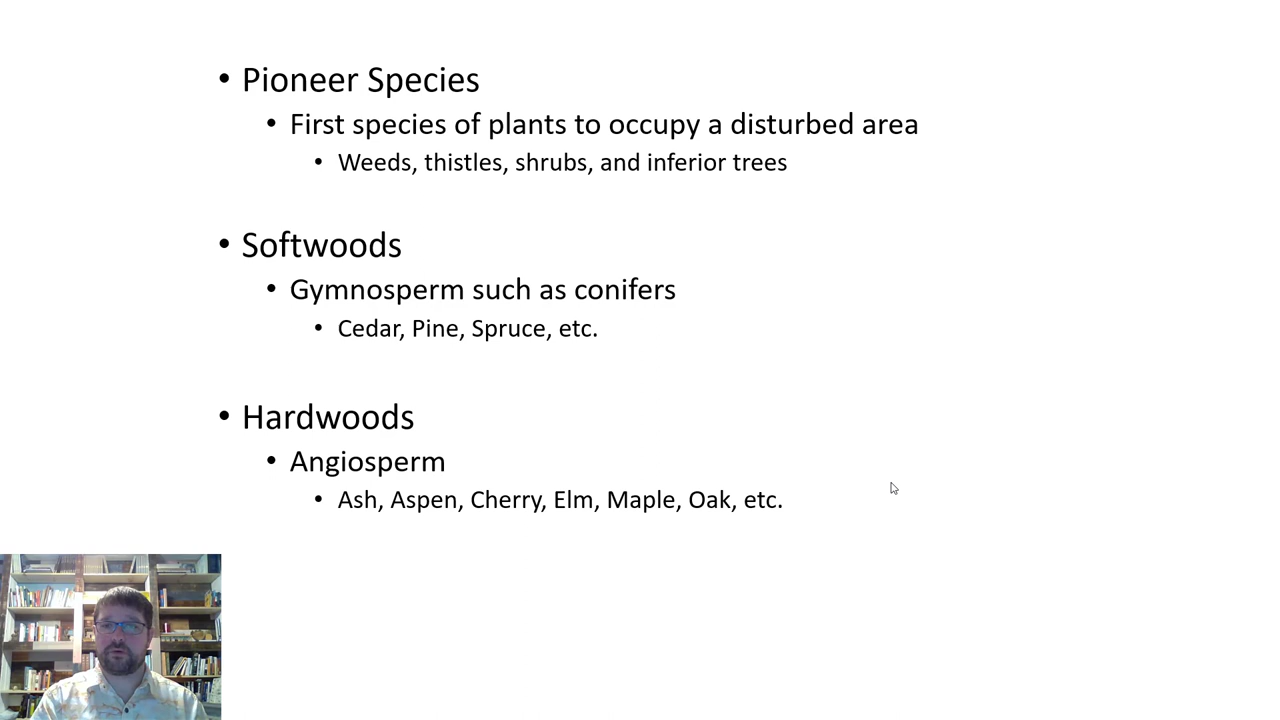 • Pioneer Species
• First species of plants to occupy a disturbed area
• Weeds, thistles, shrubs, and inferior trees
• Softwoods
• Gymnosperm such as conifers
• Cedar, Pine, Spruce, etc.
• Hardwoods
• Angiosperm
• Ash, Aspen, Cherry, Elm, Maple, Oak, etc.